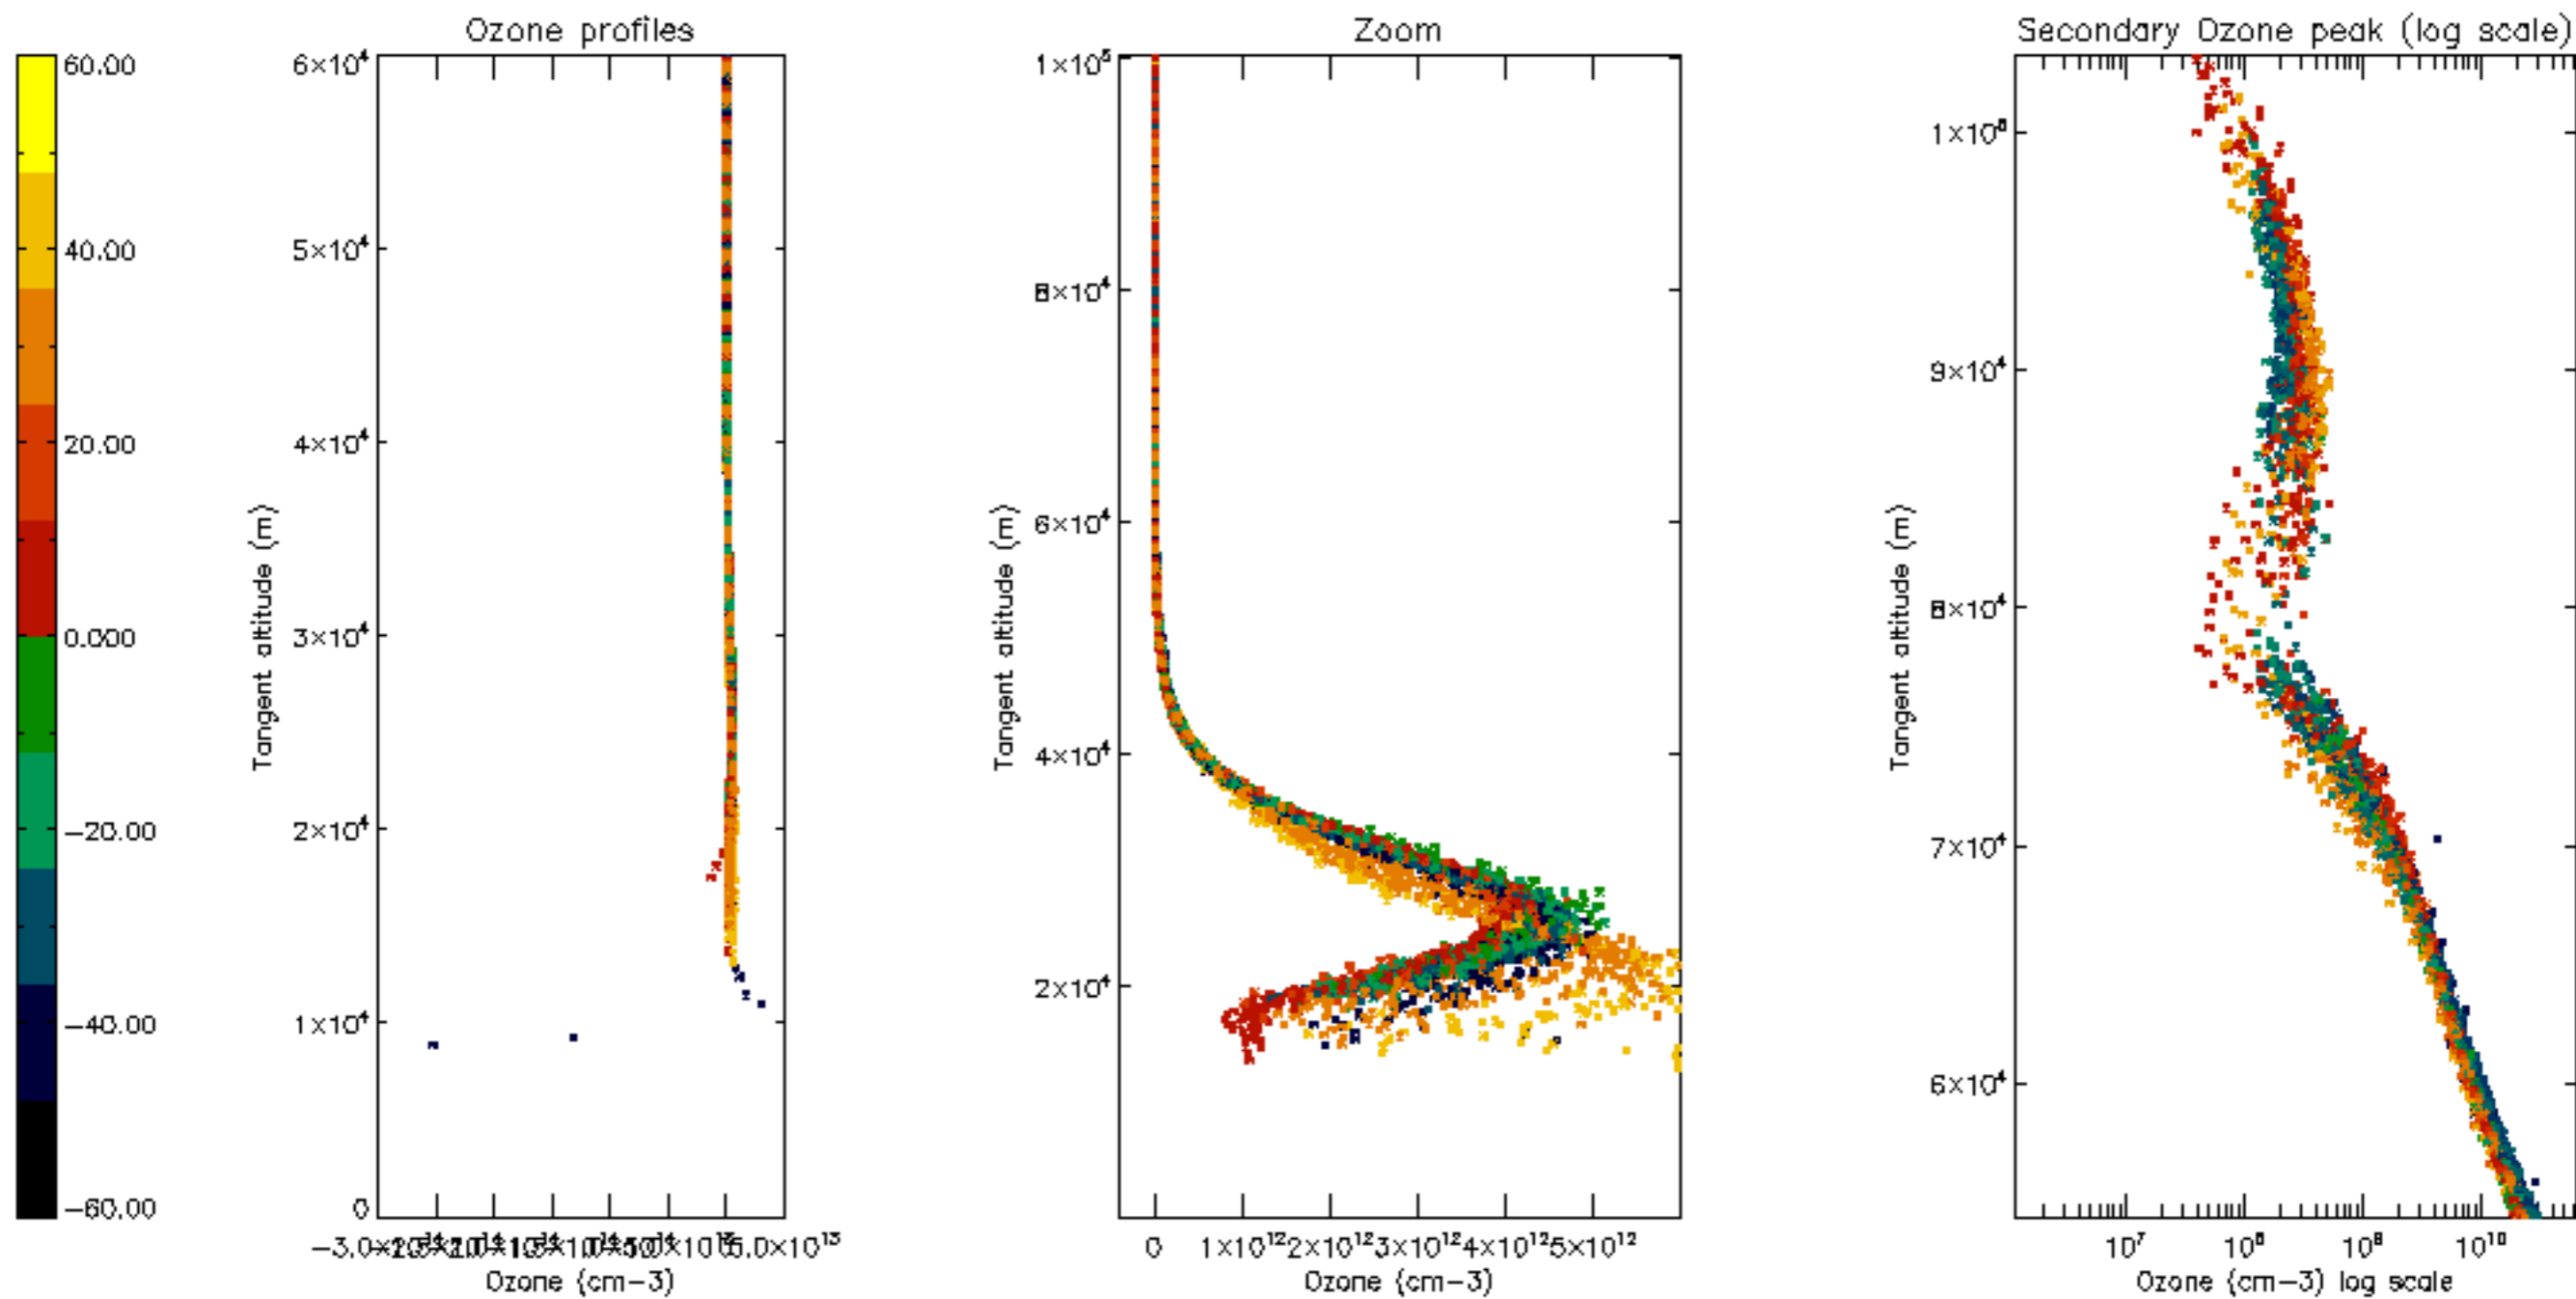 Ozone profiles
Zoom
Secondary Ozone peak (log scale)
60.00
40.00
20.00
0.000
−20.00
−40.00
−60.00
6×10⁴
5×10⁴
4×10⁴
3×10⁴
2×10⁴
1×10⁴
0
Tangent altitude (m)
5.0×10¹³
Ozone (cm−3)
1×10⁵
8×10⁴
6×10⁴
4×10⁴
2×10⁴
Tangent altitude (m)
0 1×10¹² 2×10¹² 3×10¹² 4×10¹² 5×10¹²
Ozone (cm−3)
9×10⁴
8×10⁴
7×10⁴
6×10⁴
Tangent altitude (m)
10⁷ 10⁸ 10⁹ 10¹⁰
Ozone (cm−3) log scale